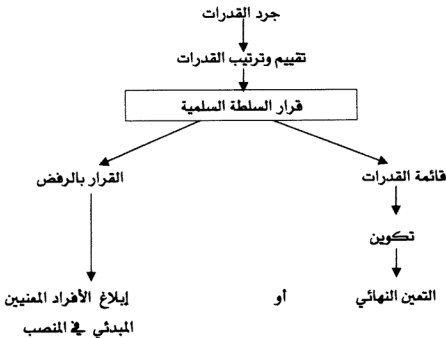 جرد القدرات
تقييم وترتيب القدرات
قرار السلطة السلمية
القرار بالرفض
قائمة القدرات
تكوين
إبلاغ الأفراد المعنيين
أو
التعين النهائي
المبدئي في المنصب